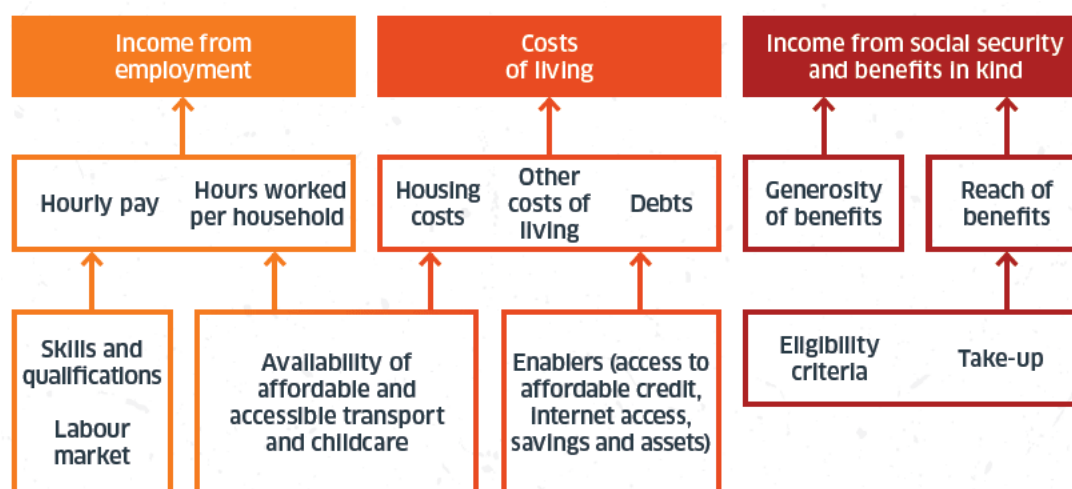 Income from
employment
Costs
of living
Income from social security
and benefits in kind
Hourly pay
Hours worked
per household
Housing
costs
Other
costs of
living
Debts
Generosity
of benefits
Reach of
benefits
Skills and
qualifications
Labour
market
Availability of
affordable and
accessible transport
and childcare
Enablers (access to
affordable credit,
internet access,
savings and assets)
Eligibility
criteria
Take-up